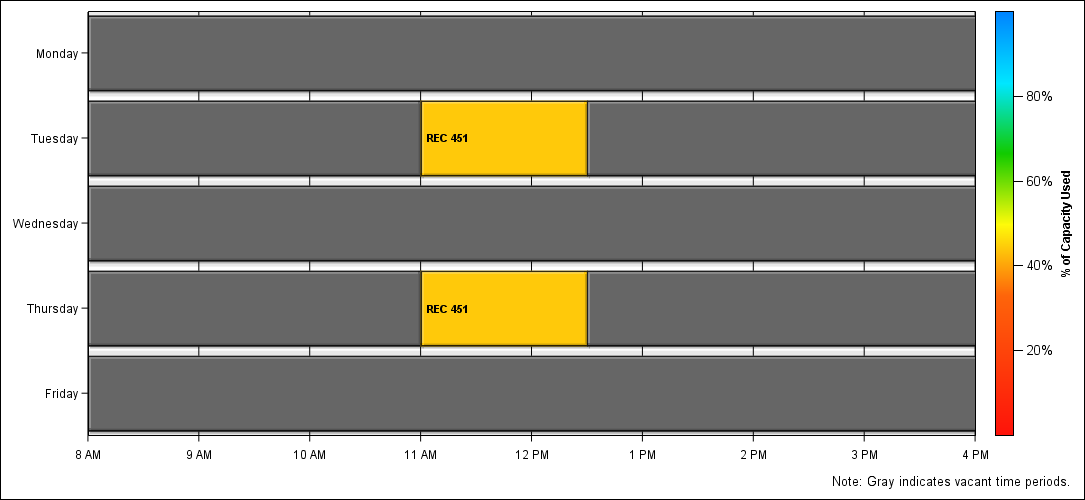 Monday
Tuesday
REC 451
Wednesday
Thursday
REC 451
Friday
8 AM 9 AM 10 AM 11 AM 12 PM 1 PM 2 PM 3 PM 4 PM
80%
60%
40%
20%
% of Capacity Used
Note: Gray indicates vacant time periods.